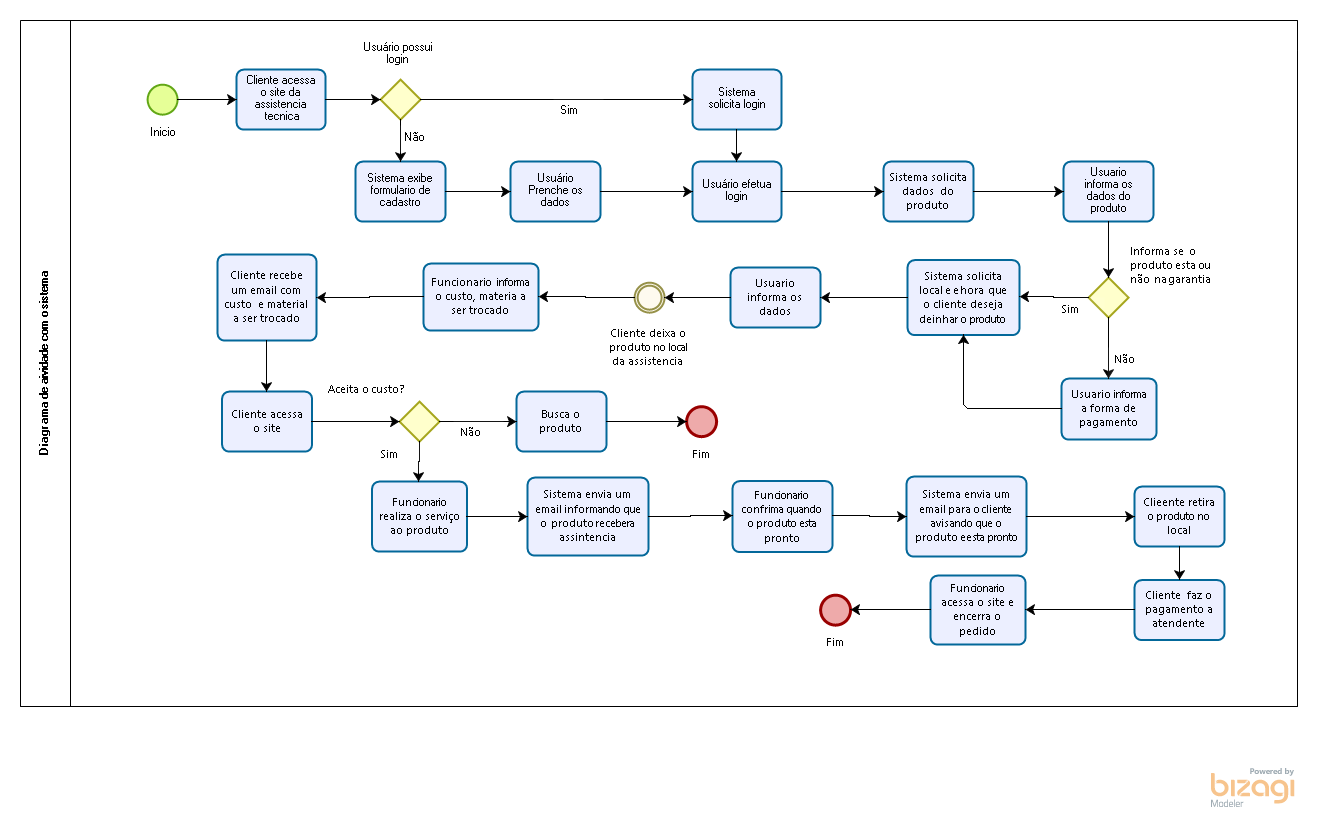 Diagrama de aividade com o sistema
Usuário possui
login
Inicio
Cliente acessa
o site da
assistencia
tecnica
Sim
Não
Sistema
solicita login
Sistema exibe
formulario de
cadastro
Usuário
Prenche os
dados
Usuário efetua
login
Sistema solicita
dados do
produto
Usuario
informa os
dados do
produto
Informa se o
produto esta ou
não na garantia
Sim
Não
Usuario informa
a forma de
pagamento
Sistema solicita
local e ehora que
o cliente deseja
deinhar o produto
Usuario
informa os
dados
Cliente deixa o
produto no local
da assistencia
Funcionario informa
o custo, materia a
ser trocado
Cliente recebe
um email com
custo e material
a ser trocado
Cliente acessa
o site
Aceita o custo?
Não
Sim
Busca o
produto
Fim
Funcionario
realiza o serviço
ao produto
Sistema envia um
email informando que
o produto recebera
assintencia
Funcionario
confrima quando
o produto esta
pronto
Sistema envia um
email para o cliente
avisando que o
produto eesta pronto
Clieente retira
o produto no
local
Cliente faz o
pagamento a
atendente
Funcionario
acessa o site e
encerra o
pedido
Fim
Powered by
bizagi
Modeler